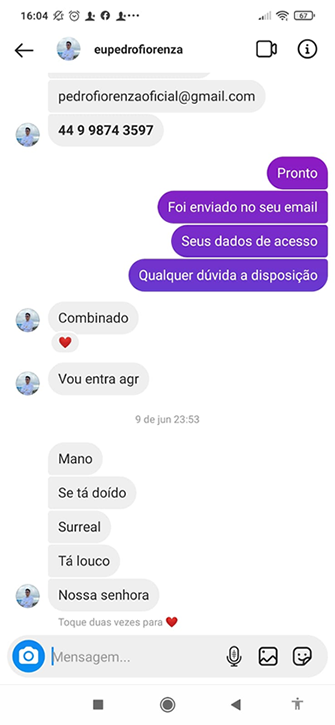 16:04
67
eupedrofiorenza
pedrofiorenzaoficial@gmail.com
44 9 9874 3597
Pronto
Foi enviado no seu email
Seus dados de acesso
Qualquer dúvida a disposição
Combinado
Vou entra agr
9 de jun 23:53
Mano
Se tá doído
Surreal
Tá louco
Nossa senhora
Toque duas vezes para ❤️
Mensagem...